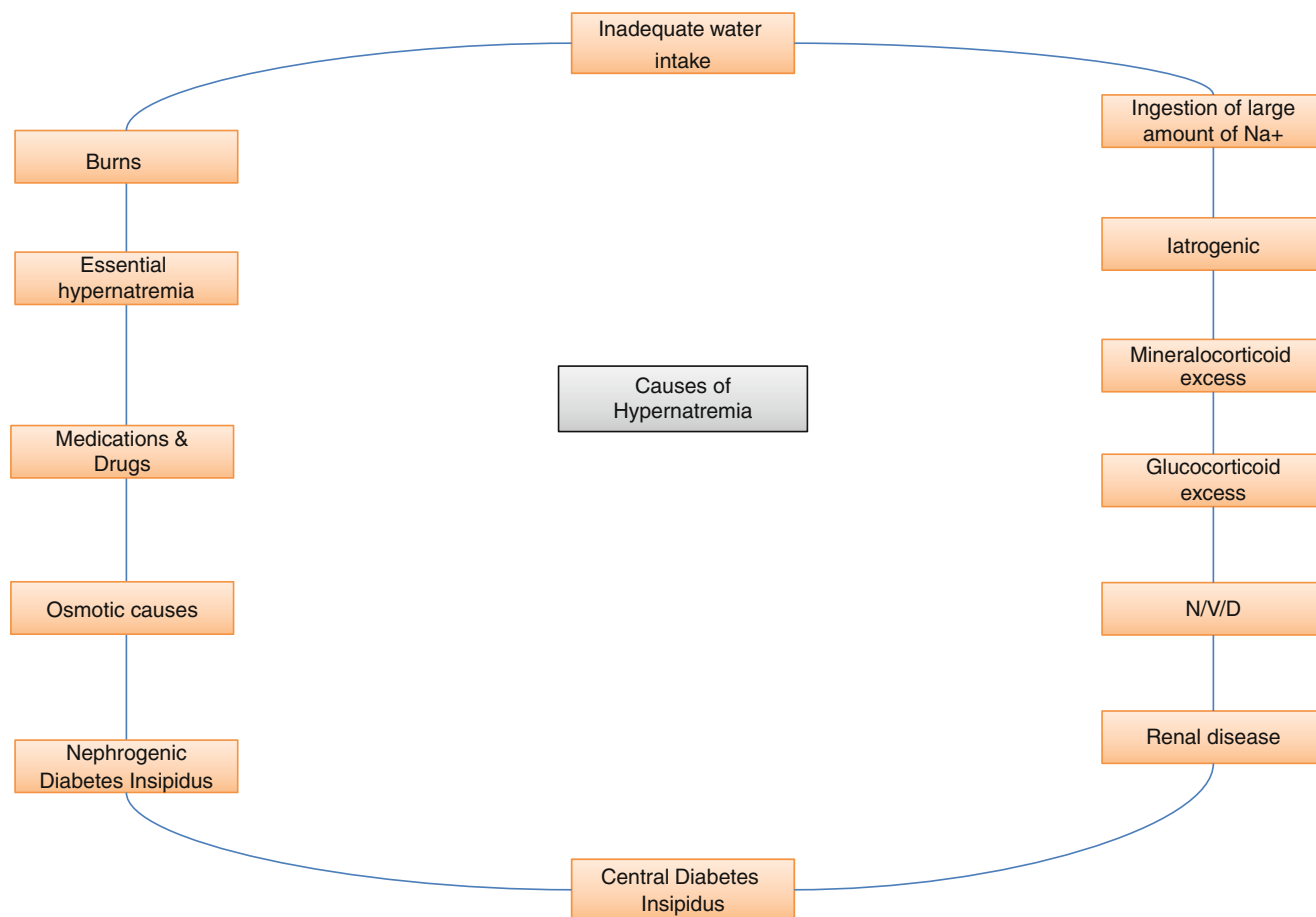 Inadequate water
intake
Ingestion of large
amount of Na+
Burns
Iatrogenic
Essential
hypernatremia
Mineralocorticoid
excess
Causes of
Hypernatremia
Medications &
Drugs
Glucocorticoid
excess
Osmotic causes
N/V/D
Renal disease
Nephrogenic
Diabetes Insipidus
Central Diabetes
Insipidus